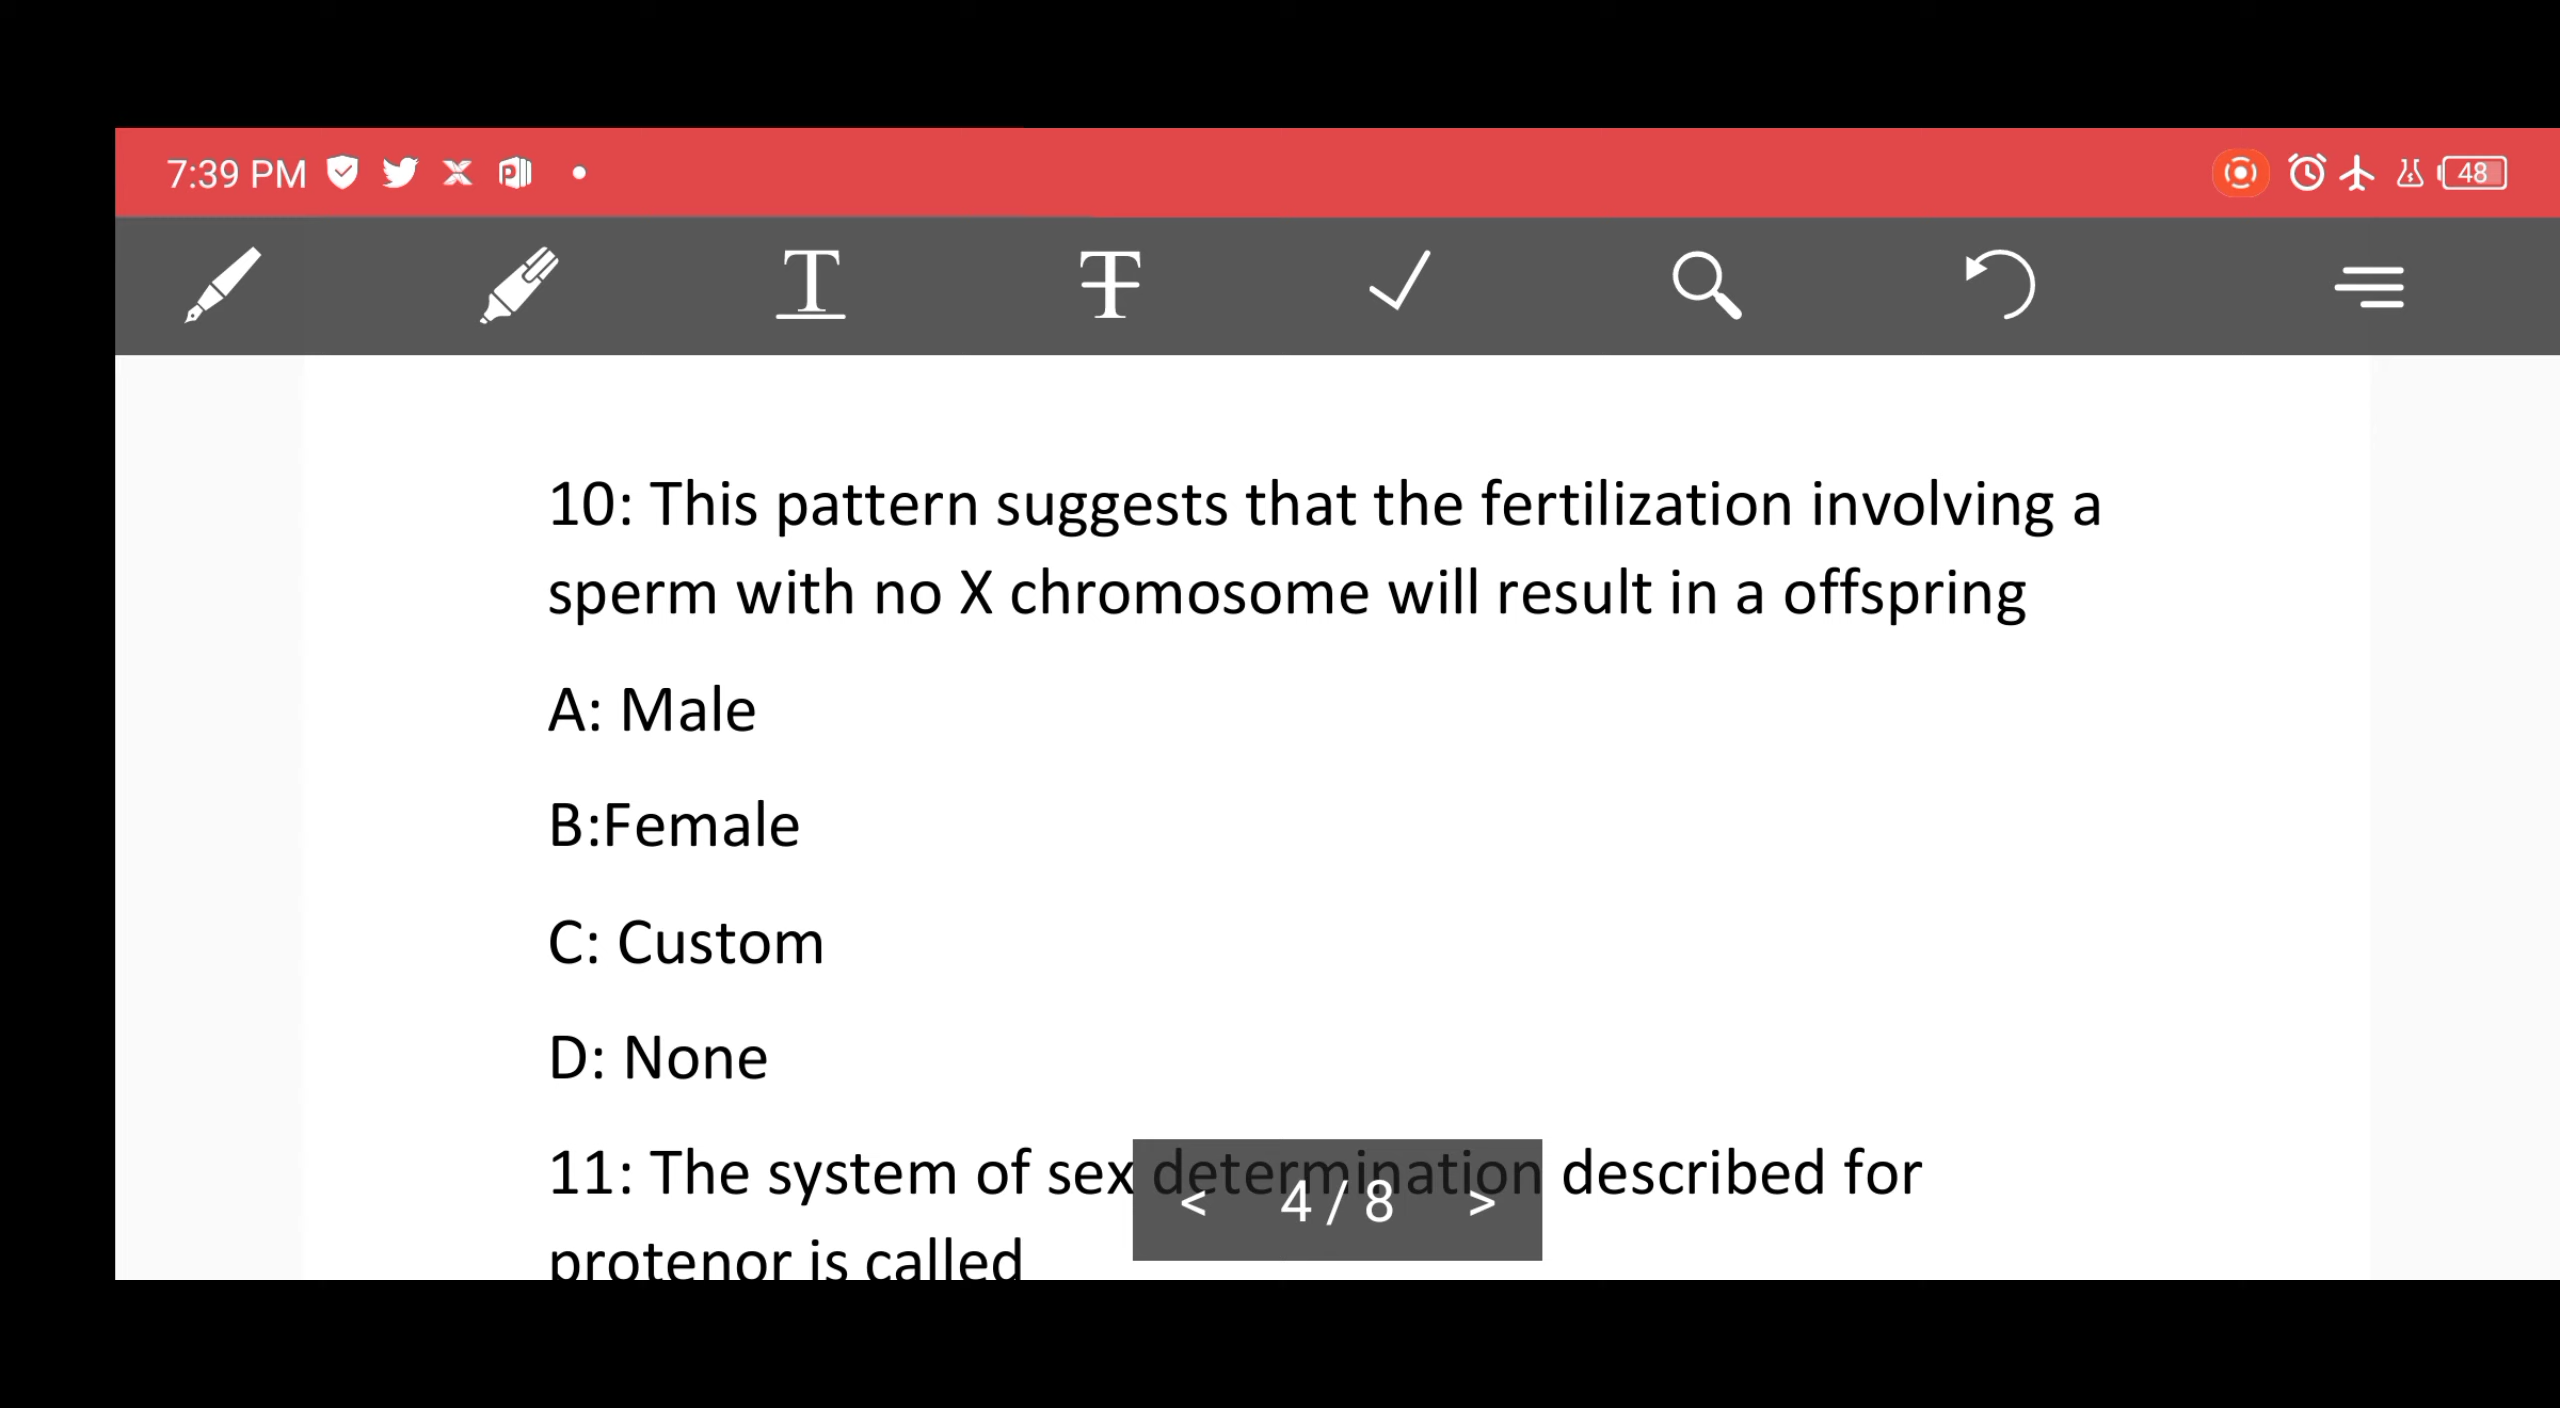 7:39 PM
48
10: This pattern suggests that the fertilization involving a
sperm with no X chromosome will result in a offspring
A: Male
B:Female
C: Custom
D: None
11: The system of sex determination described for
< 4 / 8 >
protenor is called